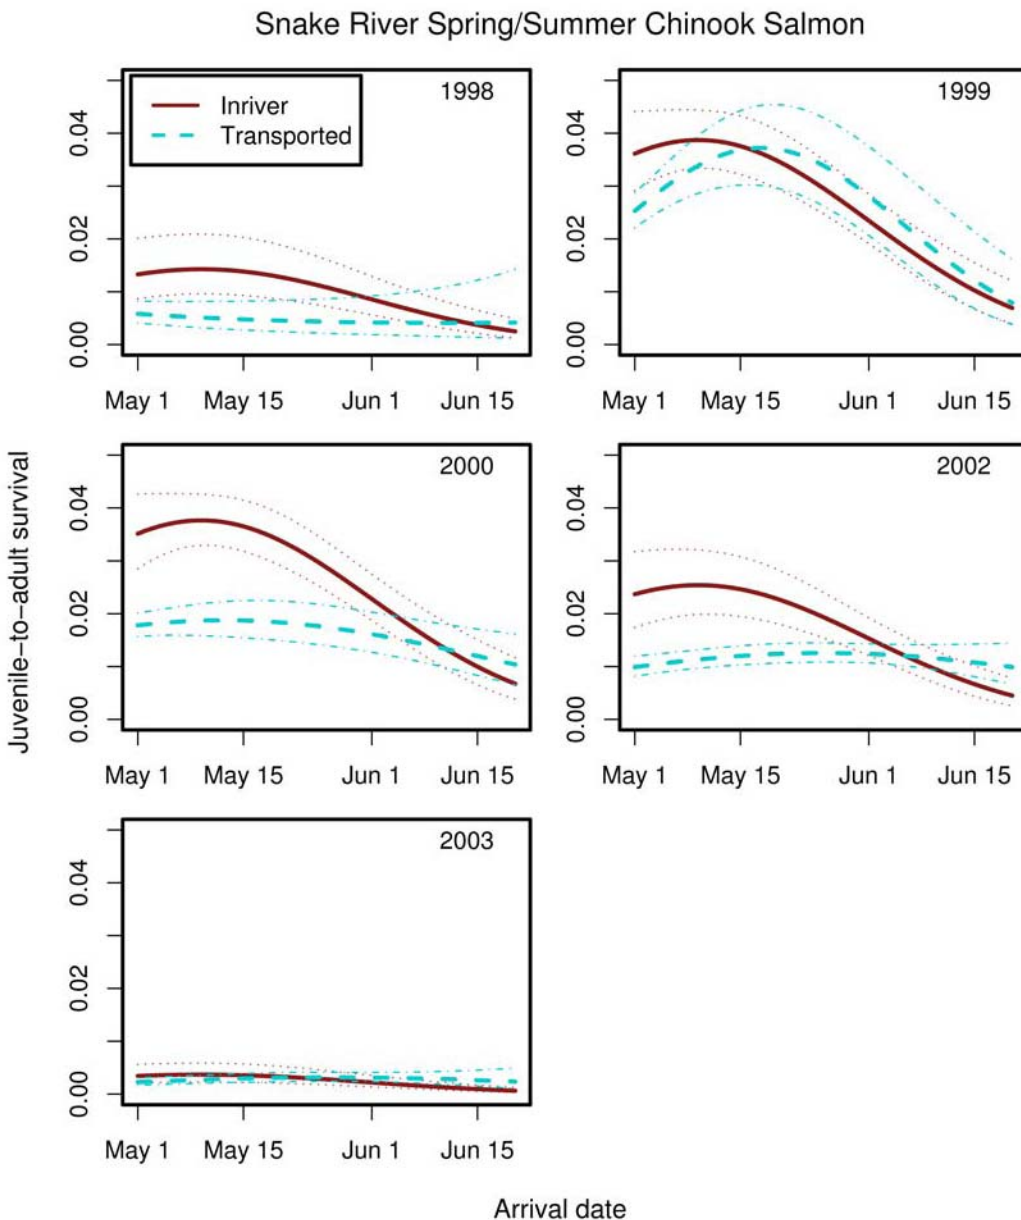 Snake River Spring/Summer Chinook Salmon
Inriver
Transported
1998
0.00 0.02 0.04
May 1 May 15 Jun 1 Jun 15
1999
0.00 0.02 0.04
May 1 May 15 Jun 1 Jun 15
2000
0.00 0.02 0.04
May 1 May 15 Jun 1 Jun 15
2002
0.00 0.02 0.04
May 1 May 15 Jun 1 Jun 15
2003
0.00 0.02 0.04
May 1 May 15 Jun 1 Jun 15
Juvenile−to−adult survival
Arrival date